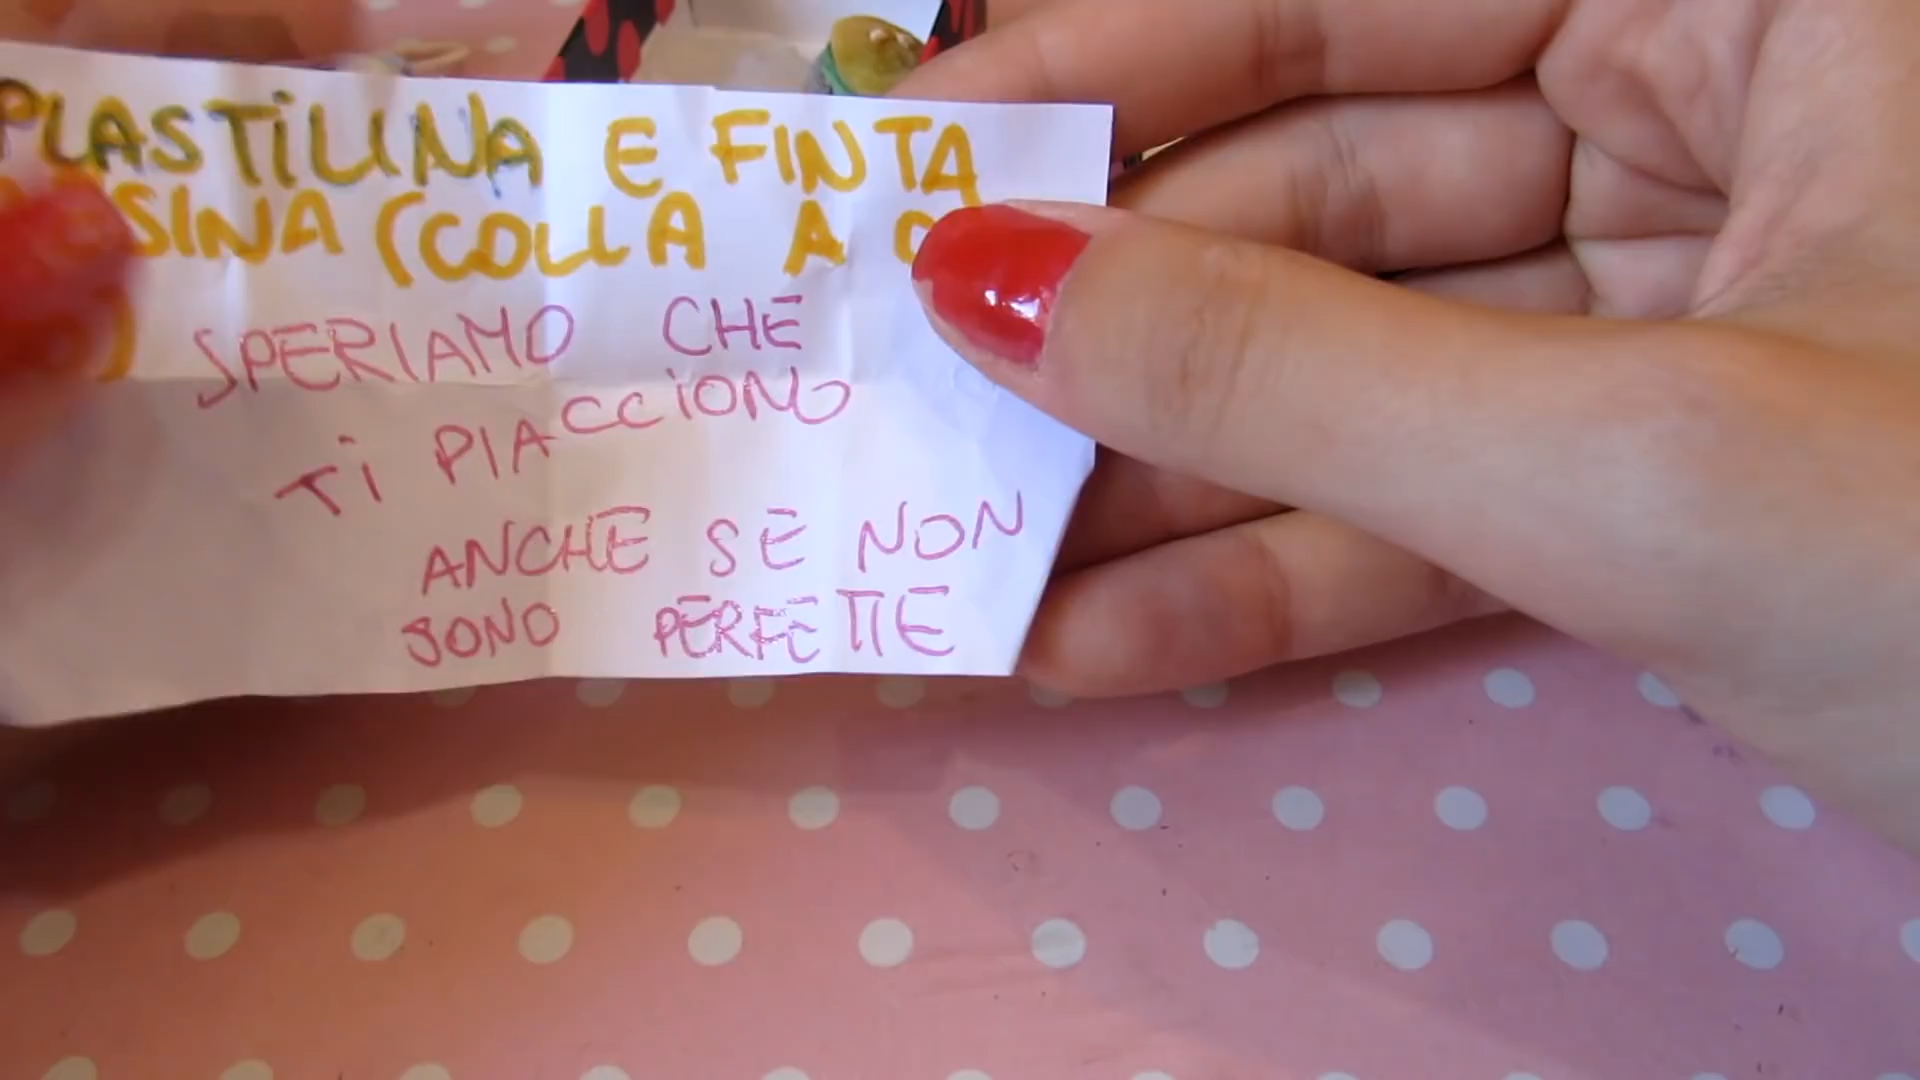 PLASTILINA E FINTA
SINA (COLLA A
SPERIAMO CHE
TI PIACCIONO
ANCHE SE NON
SONO PERFETTE